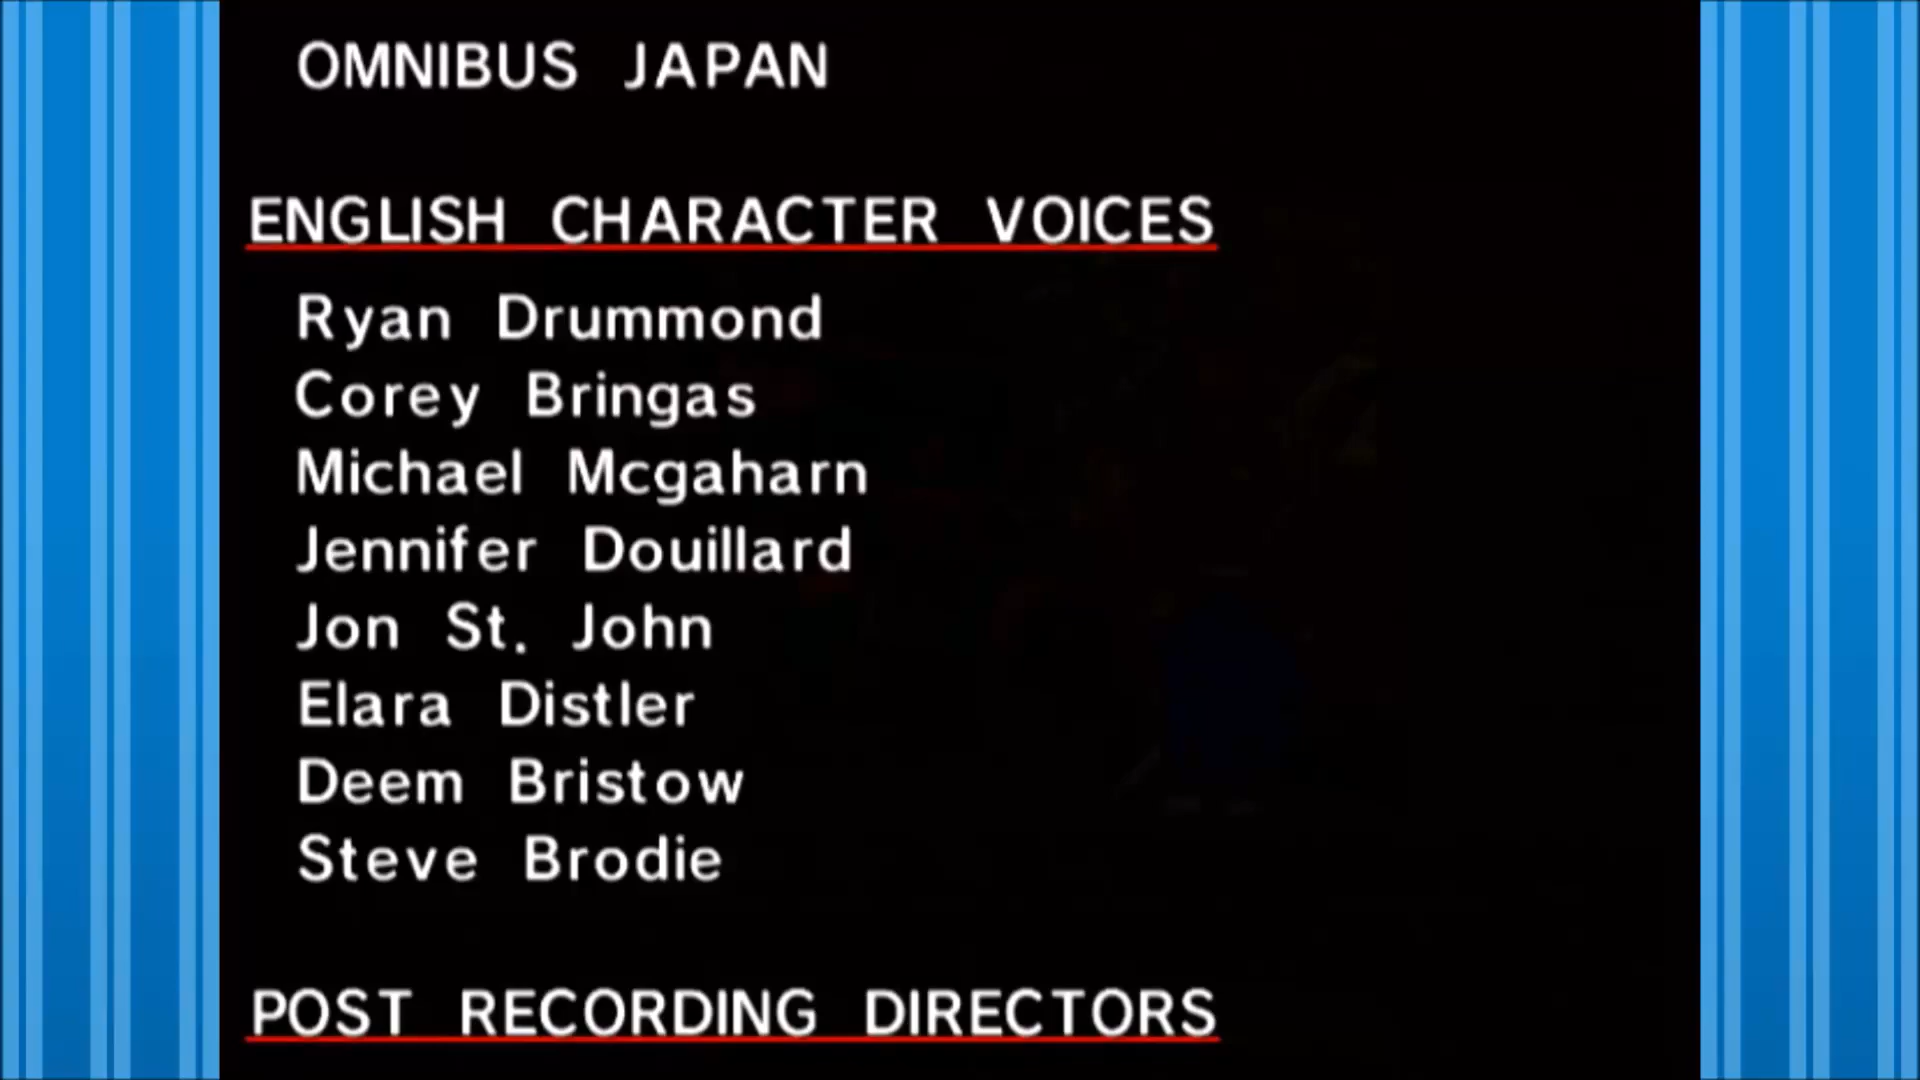 OMNIBUS JAPAN
ENGLISH CHARACTER VOICES
Ryan Drummond
Corey Bringas
Michael Mcgaharn
Jennifer Douillard
Jon St. John
Elara Distler
Deem Bristow
Steve Brodie
POST RECORDING DIRECTORS